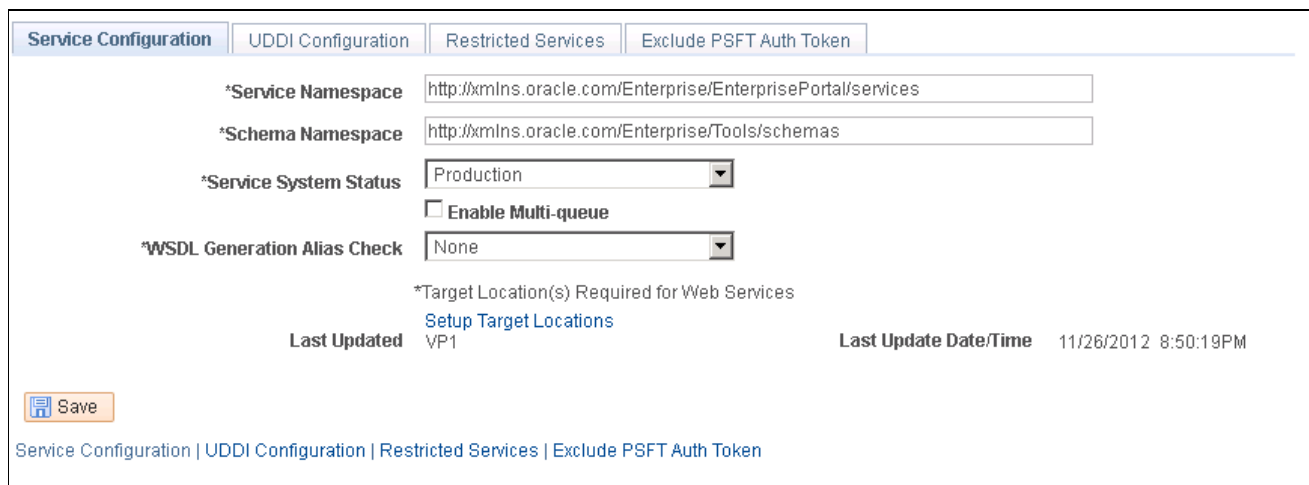 Service Configuration UDDI Configuration Restricted Services Exclude PSFT Auth Token
*Service Namespace http://xmlns.oracle.com/Enterprise/EnterprisePortal/services
*Schema Namespace http://xmlns.oracle.com/Enterprise/Tools/schemas
*Service System Status Production
Enable Multi-queue
*WSDL Generation Alias Check None
*Target Location(s) Required for Web Services
Setup Target Locations
Last Updated VP1 Last Update Date/Time 11/26/2012 8:50:19PM
Save
Service Configuration | UDDI Configuration | Restricted Services | Exclude PSFT Auth Token